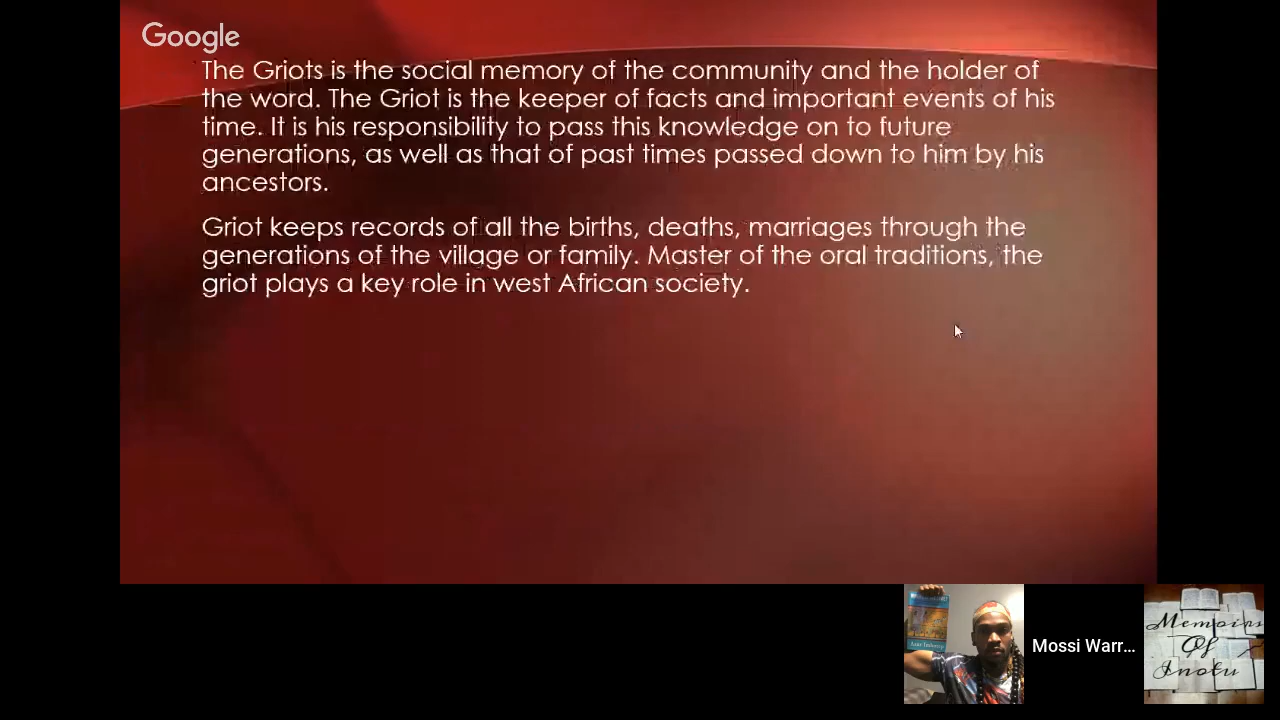 Google
The Griots is the social memory of the community and the holder of
the word. The Griot is the keeper of facts and important events of his
time. It is his responsibility to pass this knowledge on to future
generations, as well as that of past times passed down to him by his
ancestors.
Griot keeps records of all the births, deaths, marriages through the
generations of the village or family. Master of the oral traditions, the
griot plays a key role in west African society.
Mossi Warr...
Memoirs
Of